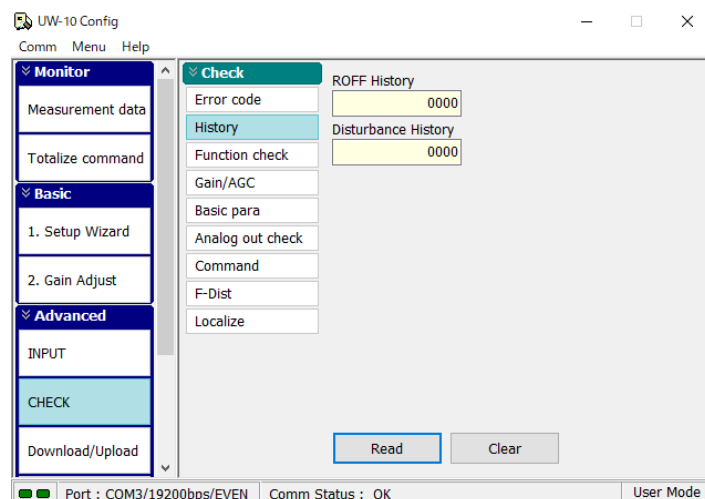 UW-10 Config
Comm Menu Help
Monitor
Measurement data
Totalize command
Basic
1. Setup Wizard
2. Gain Adjust
Advanced
INPUT
CHECK
Download/Upload
Check
Error code
History
Function check
Gain/AGC
Basic para
Analog out check
Command
F-Dist
Localize
ROFF History
0000
Disturbance History
0000
Read Clear
Port : COM3/19200bps/EVEN Comm Status : OK User Mode